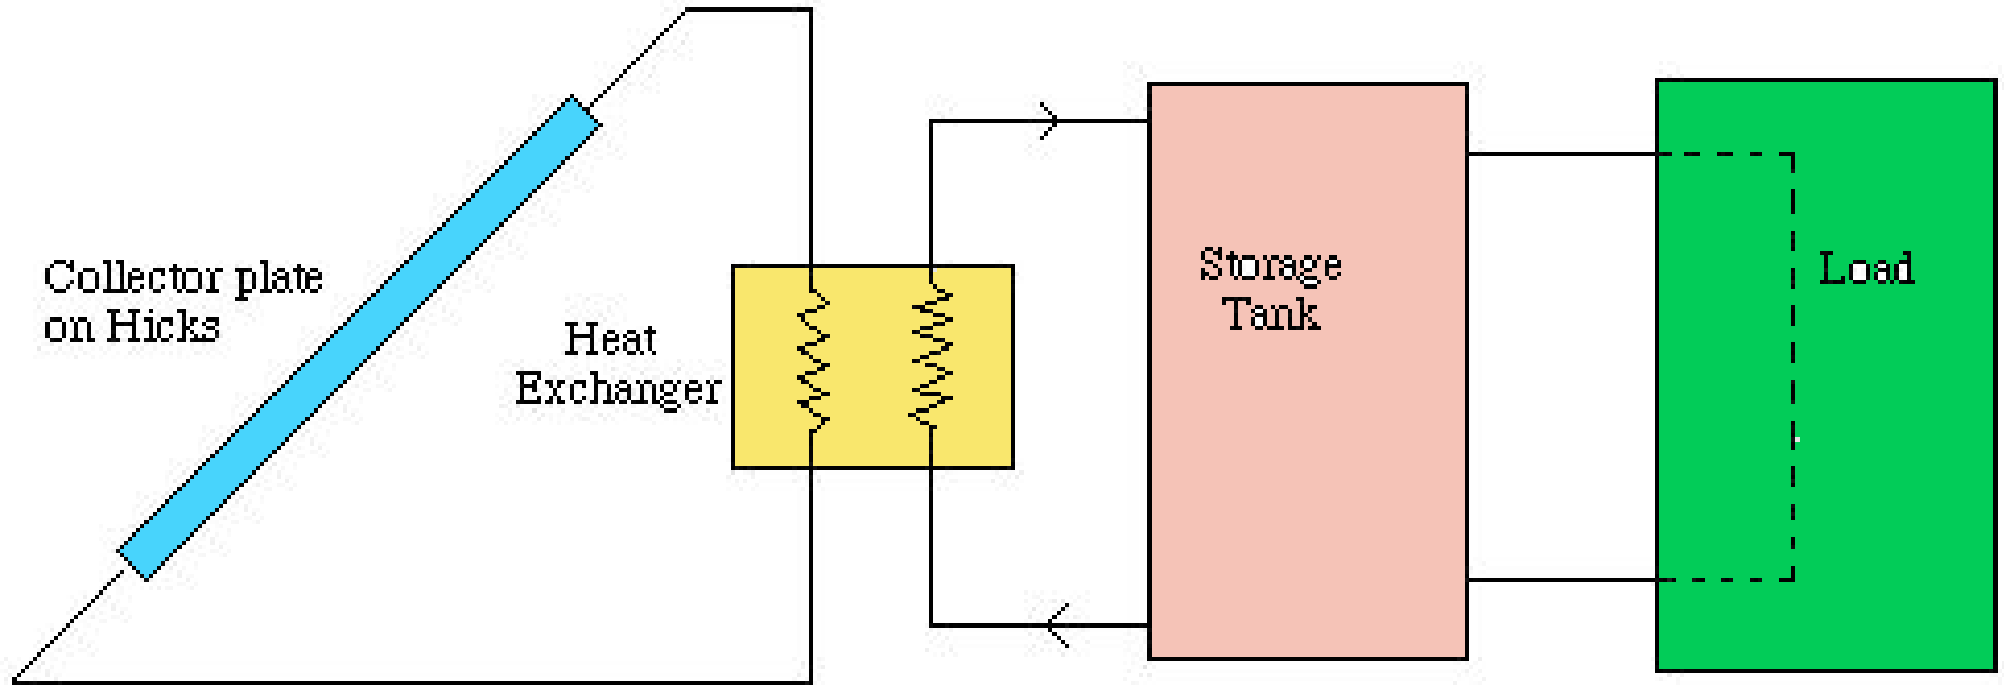 Collector plate
on Hicks
Heat
Exchanger
Storage
Tank
Load